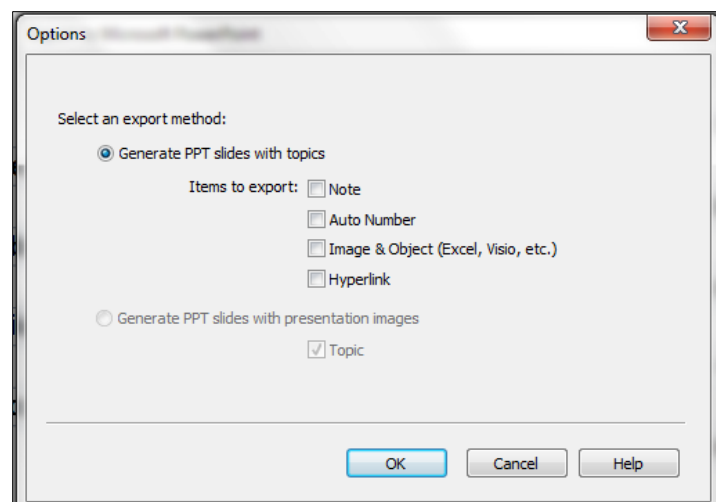 Options
Select an export method:
Generate PPT slides with topics
Items to export: Note
Auto Number
Image & Object (Excel, Visio, etc.)
Hyperlink
Generate PPT slides with presentation images
Topic
OK Cancel Help